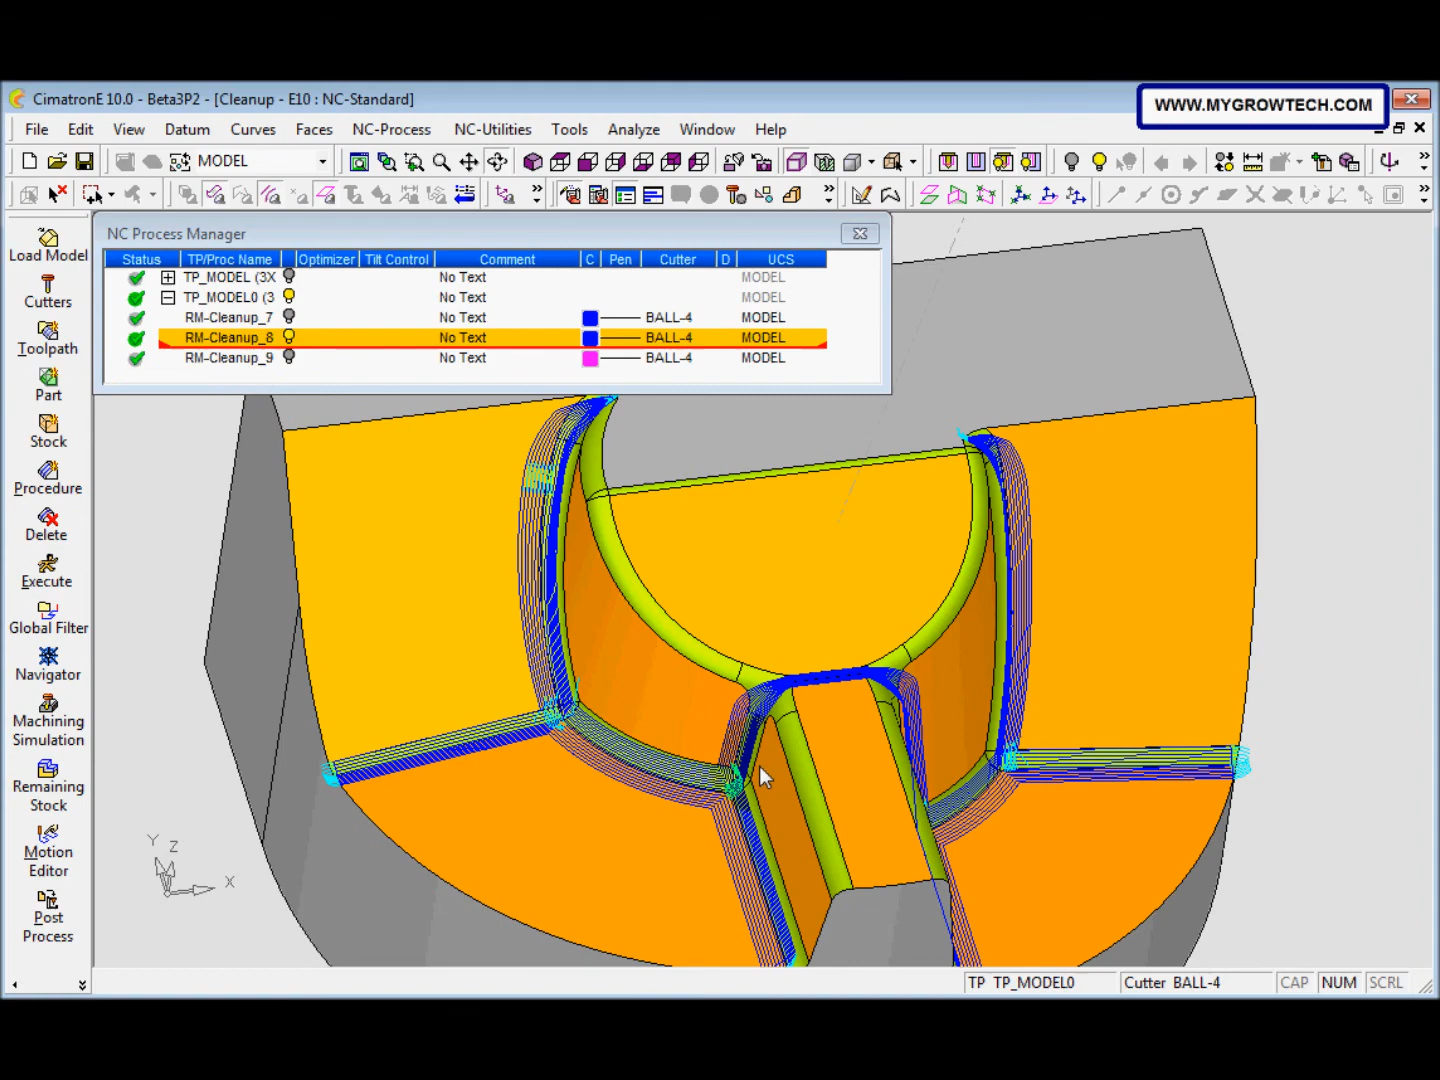 CimatronE 10.0 - Beta3P2 - [Cleanup - E10 : NC-Standard]
WWW.MYGROWTECH.COM
File Edit View Datum Curves Faces NC-Process NC-Utilities Tools Analyze Window Help
MODEL
NC Process Manager
Status TP/Proc Name Optimizer Tilt Control Comment C Pen Cutter D UCS
TP_MODEL (3X No Text MODEL
TP_MODEL0 (3 No Text MODEL
RM-Cleanup_7 No Text BALL-4 MODEL
RM-Cleanup_8 No Text BALL-4 MODEL
RM-Cleanup_9 No Text BALL-4 MODEL
Load Model
Cutters
Toolpath
Part
Stock
Procedure
Delete
Execute
Global Filter
Navigator
Machining
Simulation
Remaining
Stock
Motion
Editor
Post
Process
Y
Z
X
TP TP_MODEL0 Cutter BALL-4 CAP NUM SCRL